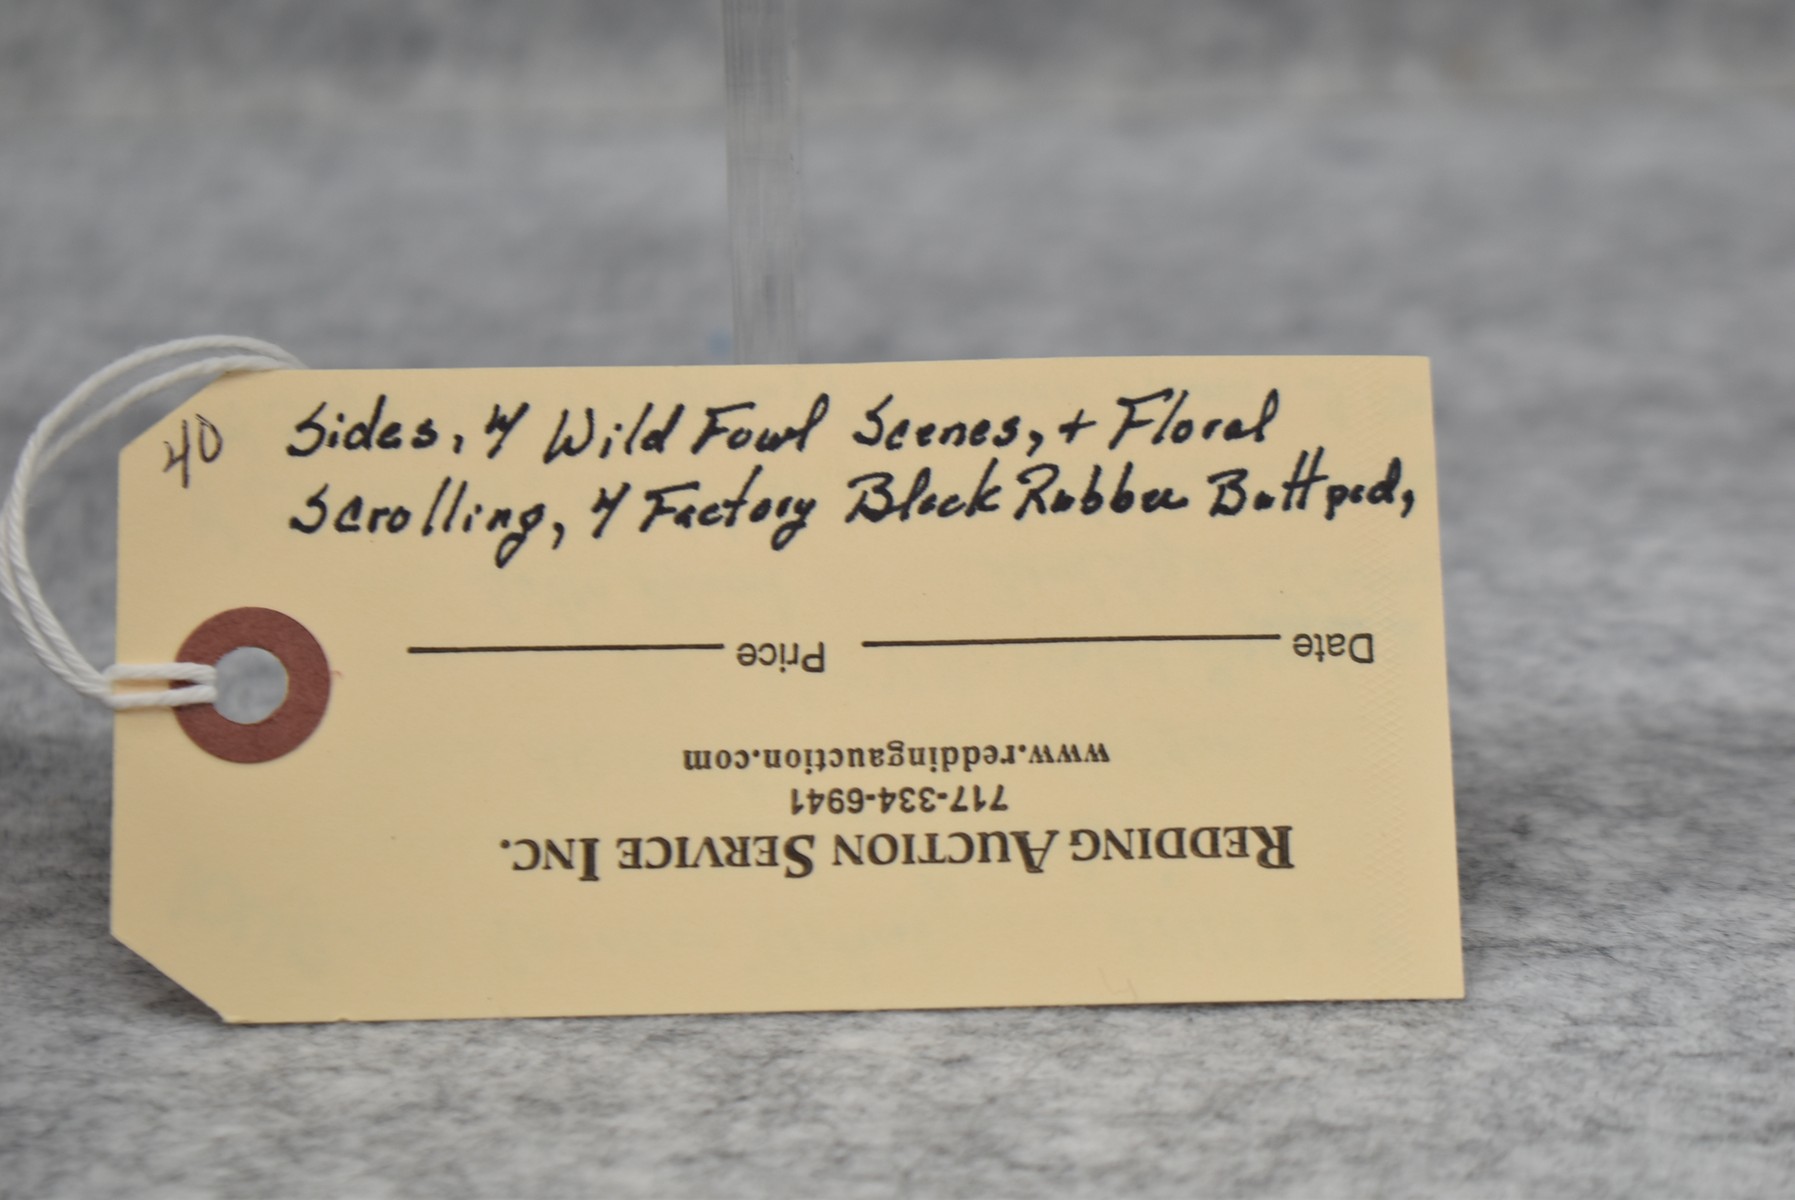 40
Sides, W/ Wild Fowl Scenes, + Floral
Scrolling, W/ Factory Black Rubber Buttpad,
Date Price
REDDING AUCTION SERVICE INC.
717-334-6941
www.reddingauction.com